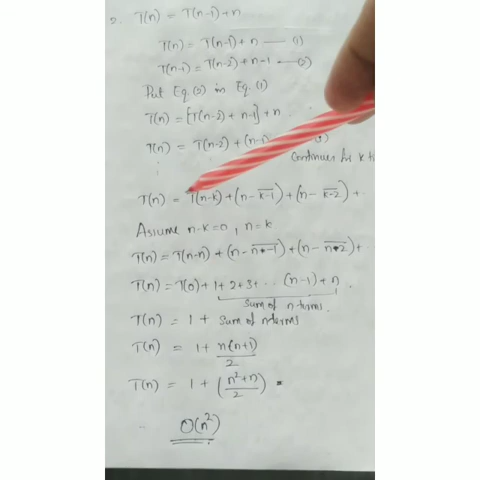 2. T(n) = T(n-1) + n
T(n) = T(n-1) + n — (1)
T(n-1) = T(n-2) + n-1 — (2)
Put Eq. (2) in Eq. (1)
T(n) = [T(n-2) + n-1] + n
T(n) = T(n-2) + (n-1)
Continues for k
T(n) = T(n-k) + (n-k-1) + (n-k-2) +
Assume n-k=0, n=k
T(n) = T(n-n) + (n-n-1) + (n-n-2) +
T(n) = T(0) + 1+2+3+ ... (n-1) + n
sum of n terms
T(n) = 1 + sum of n terms
T(n) = 1 + n(n+1)/2
T(n) = 1 + (n²+n/2)
O(n²)